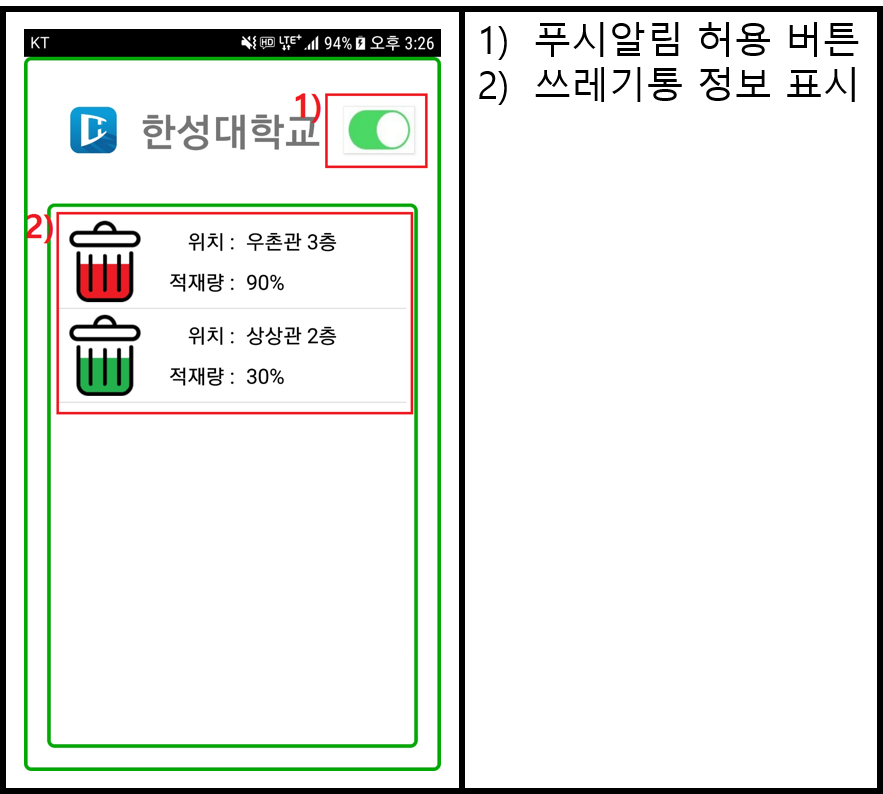 KT HD LTE+ 94% 오후 3:26
한성대학교
1)
2)
위치 : 우촌관 3층
적재량 : 90%
위치 : 상상관 2층
적재량 : 30%
1) 푸시알림 허용 버튼
2) 쓰레기통 정보 표시